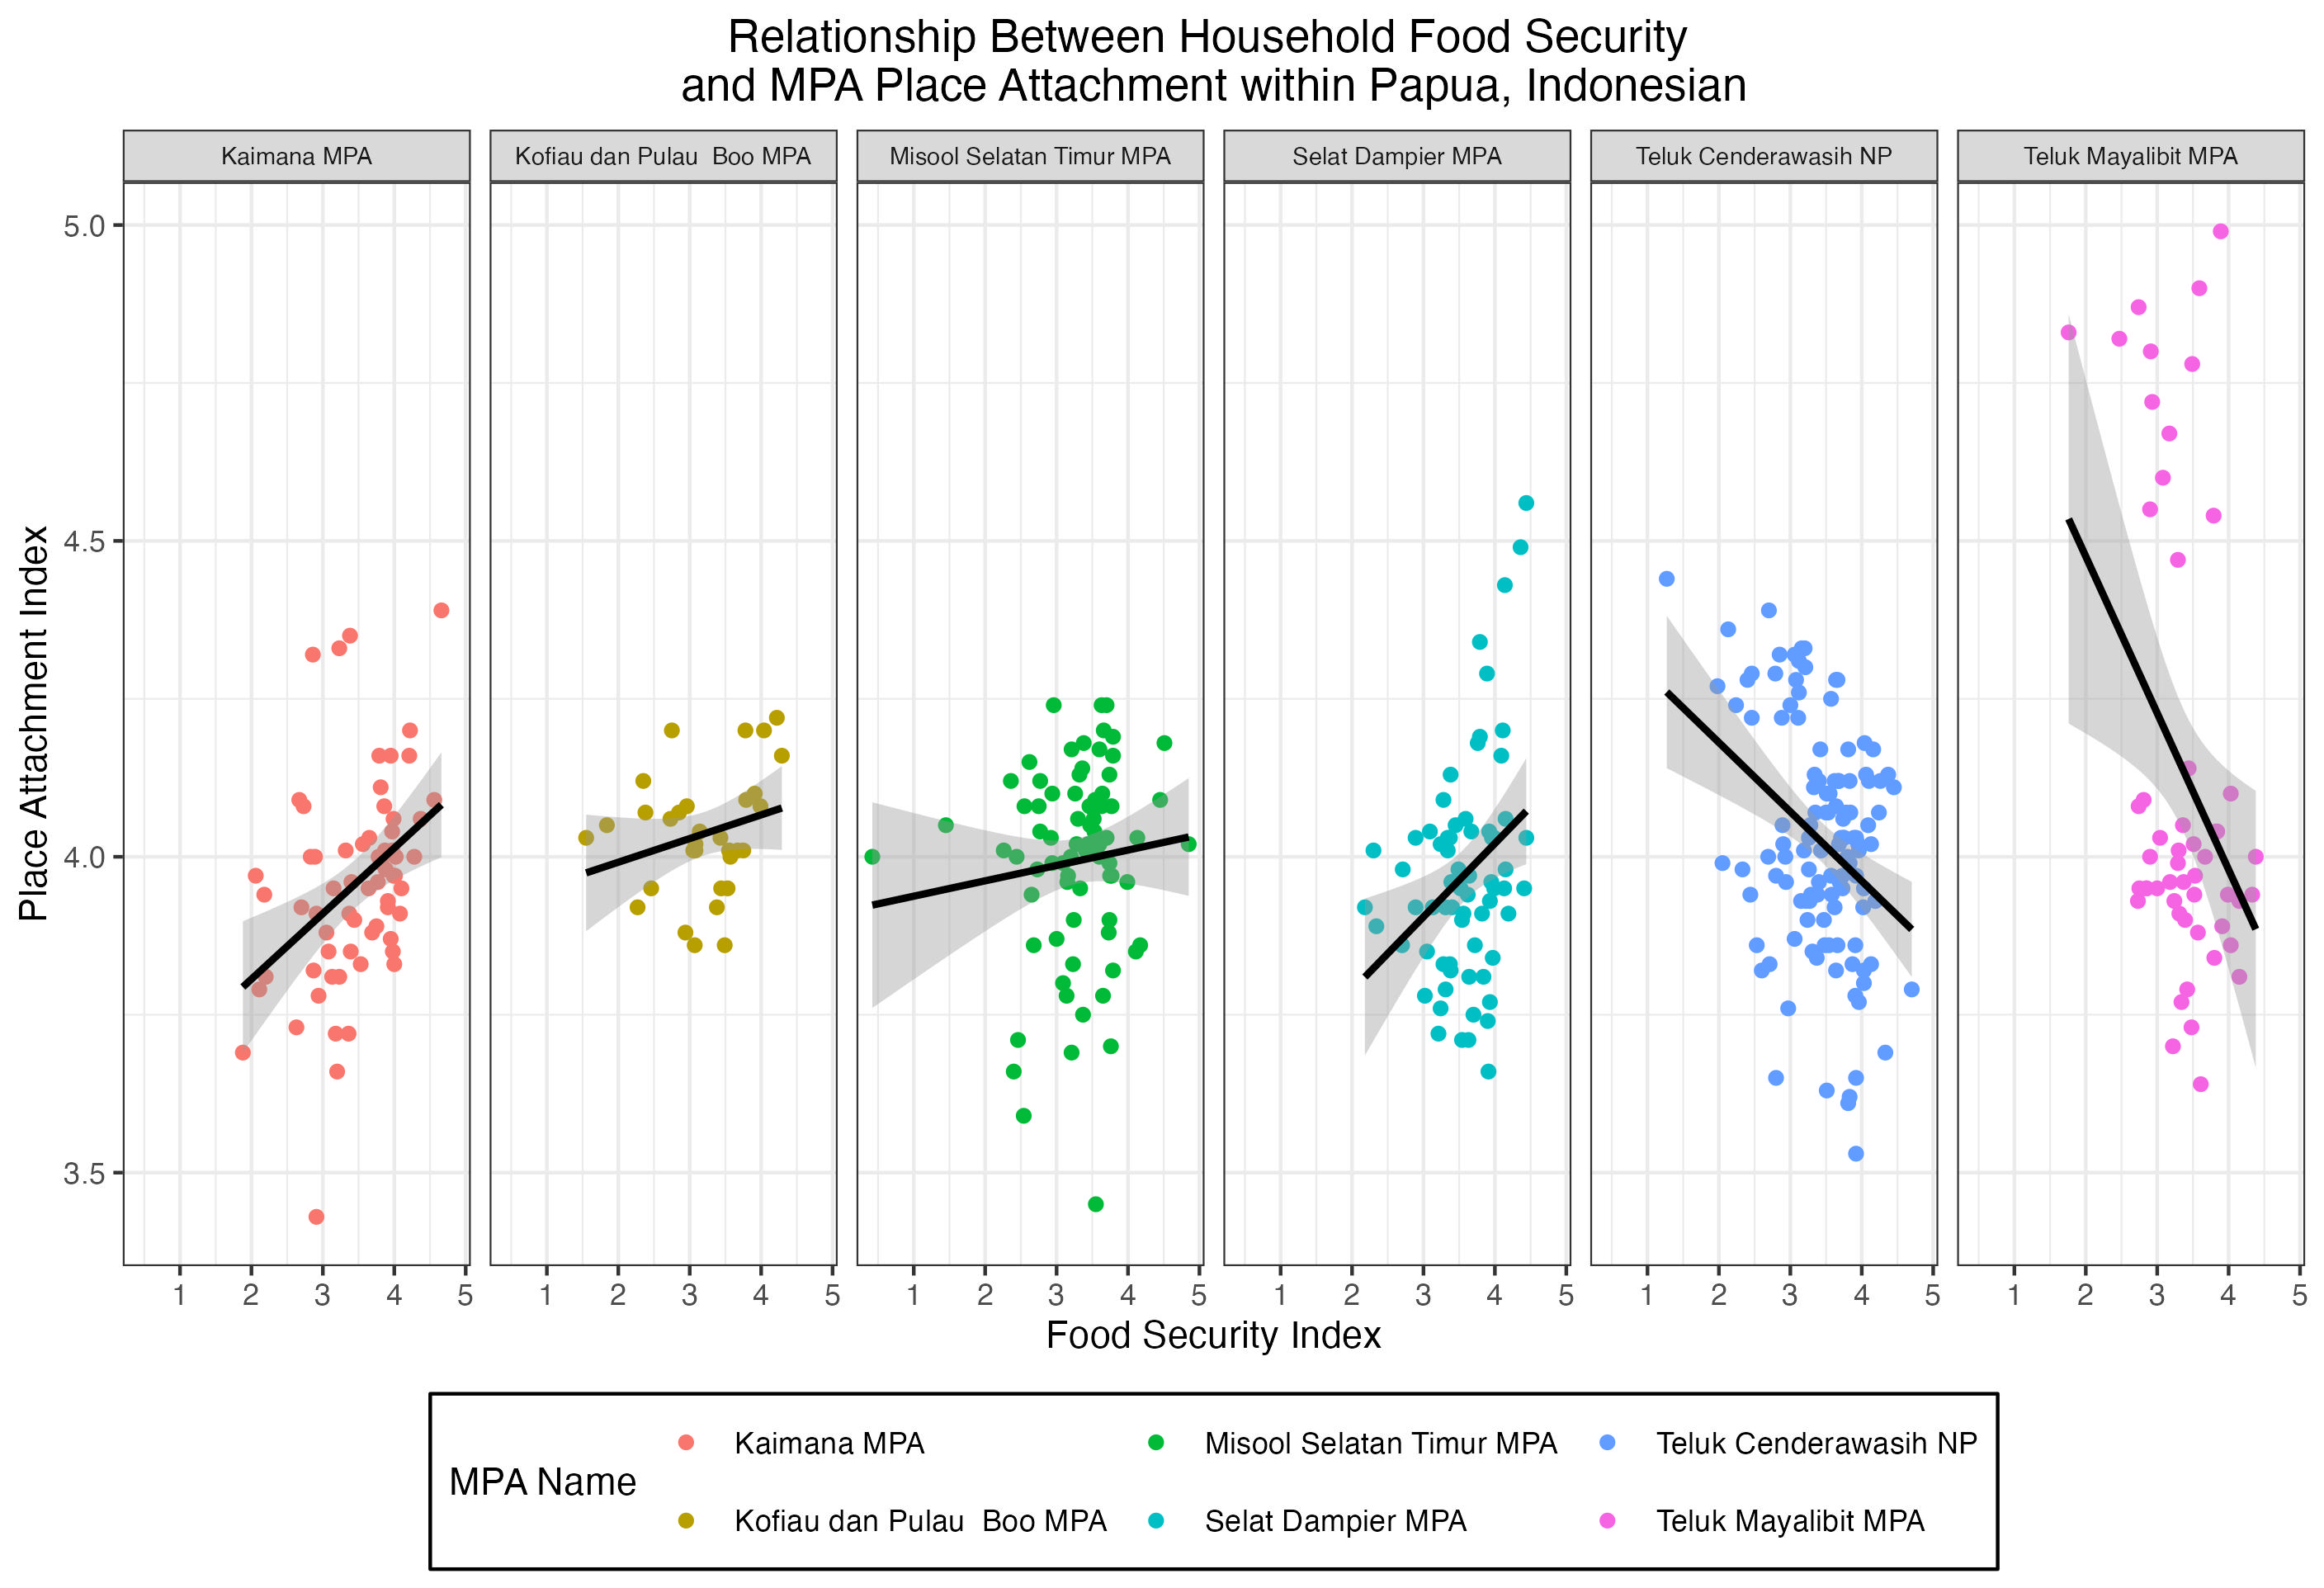 Relationship Between Household Food Security
and MPA Place Attachment within Papua, Indonesian
Kaimana MPA
Kofiau dan Pulau  Boo MPA
Misool Selatan Timur MPA
Selat Dampier MPA
Teluk Cenderawasih NP
Teluk Mayalibit MPA
Place Attachment Index
5.0
4.5
4.0
3.5
1 2 3 4 5
1 2 3 4 5
1 2 3 4 5
1 2 3 4 5
1 2 3 4 5
1 2 3 4 5
Food Security Index
MPA Name
Kaimana MPA
Kofiau dan Pulau  Boo MPA
Misool Selatan Timur MPA
Selat Dampier MPA
Teluk Cenderawasih NP
Teluk Mayalibit MPA